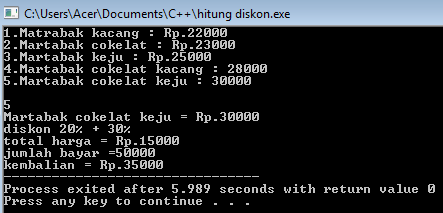 C:\Users\Acer\Documents\C++\hitung diskon.exe
1.Matrabak kacang : Rp.22000
2.Martabak cokelat : Rp.23000
3.Martabak keju : Rp.25000
4.Martabak cokelat kacang : 28000
5.Martabak cokelat keju : 30000
5
Martabak cokelat keju = Rp.30000
diskon 20% + 30%
total harga = Rp.15000
jumlah bayar =50000
kembalian = Rp.35000
--------------------------------
Process exited after 5.989 seconds with return value 0
Press any key to continue . . .